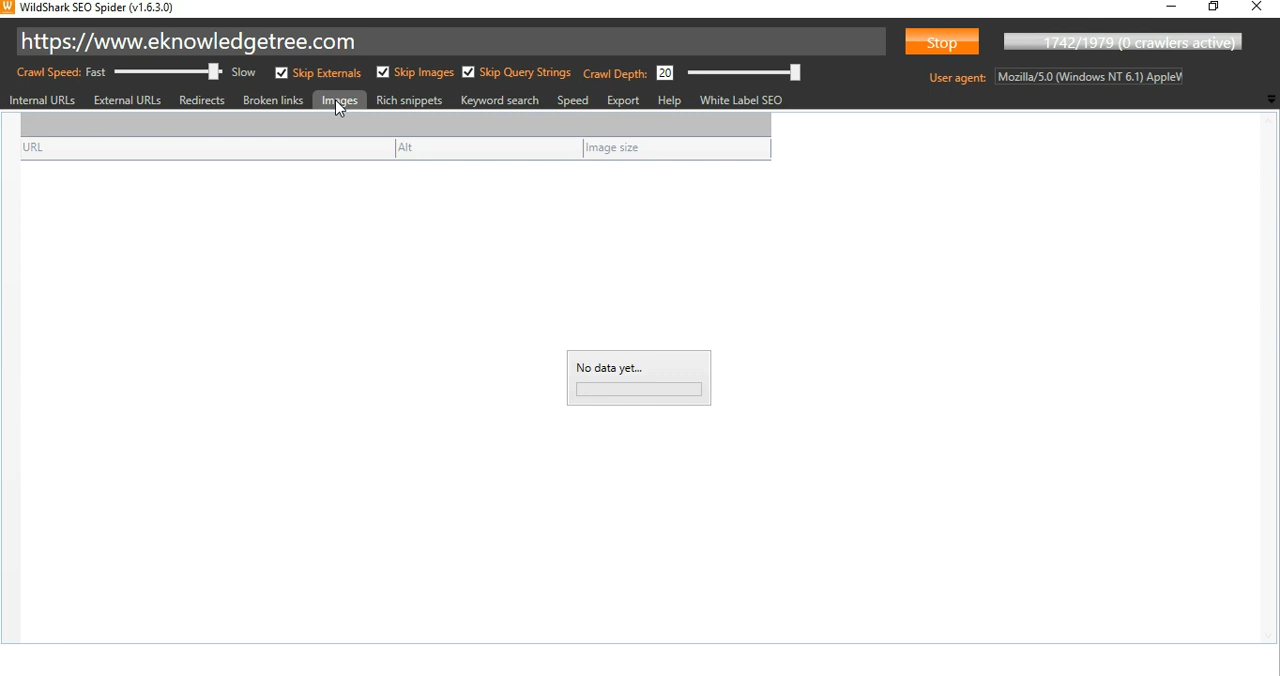 W WildShark SEO Spider (v1.6.3.0)
https://www.eknowledgetree.com Stop 1742/1979 (0 crawlers active)
Crawl Speed: Fast Slow Skip Externals Skip Images Skip Query Strings Crawl Depth: 20 User agent: Mozilla/5.0 (Windows NT 6.1) AppleW
Internal URLs External URLs Redirects Broken links Images Rich snippets Keyword search Speed Export Help White Label SEO
URL Alt Image size
No data yet...